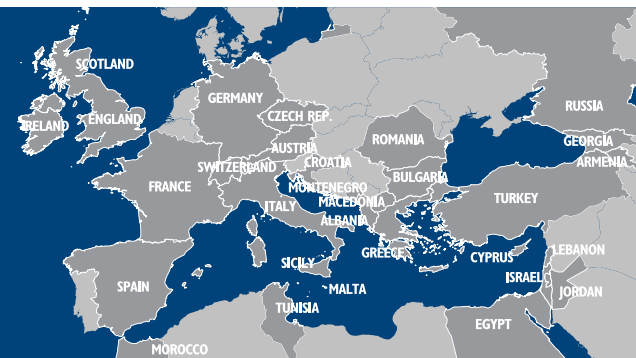 SCOTLAND
GERMANY
RUSSIA
IRELAND
ENGLAND
CZECH REP.
ROMANIA
GEORGIA
AUSTRIA
SWITZERLAND
CROATIA
ARMENIA
FRANCE
MONTENEGRO
BULGARIA
ITALY
MACEDONIA
TURKEY
ALBANIA
GREECE
CYPRUS
LEBANON
SICILY
ISRAEL
SPAIN
MALTA
JORDAN
TUNISIA
EGYPT
MOROCCO